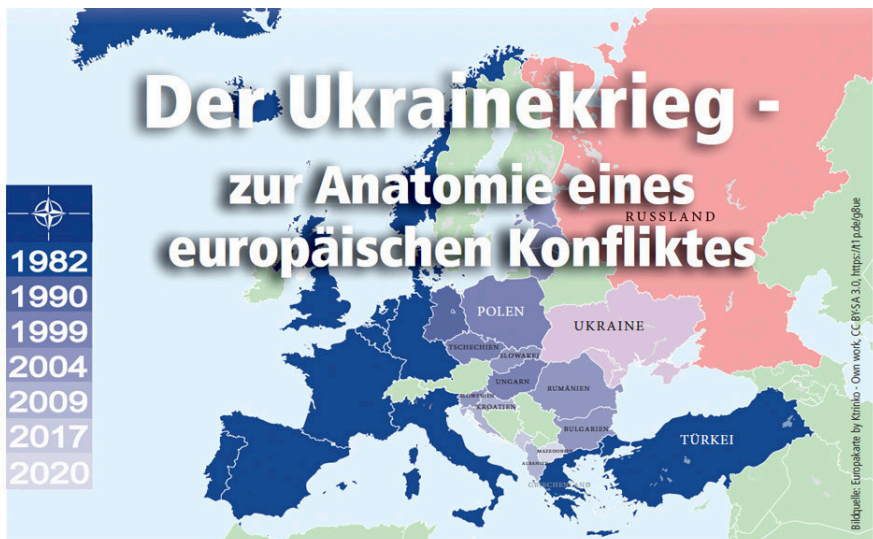 Der Ukrainekrieg -
zur Anatomie eines
europäischen Konfliktes
RUSSLAND
1982
1990
1999
2004
2009
2017
2020
POLEN
UKRAINE
TSCHECHIEN
SLOWAKEI
UNGARN
RUMÄNIEN
SLOWENIEN
KROATIEN
BULGARIEN
MAZEDONIEN
ALBANIEN
GRIECHENLAND
TÜRKEI
Bildquelle: Europakarte by Ktrinko - Own work, CC BY-SA 3.0, https://t1p.de/g8ue